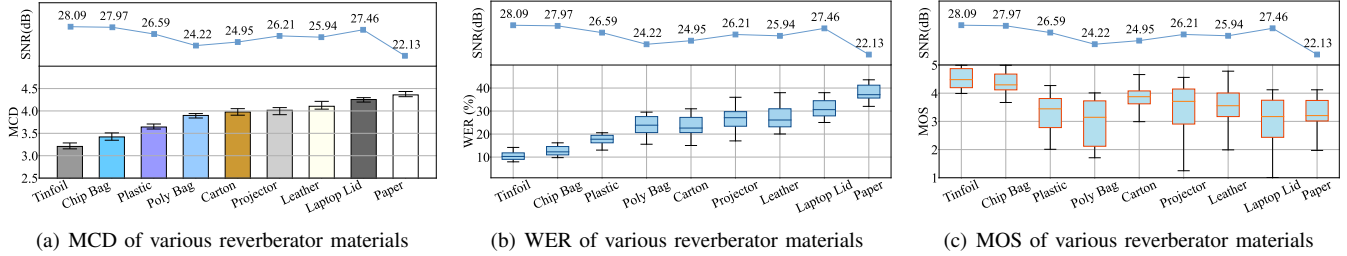 SNR(dB)
28.09 27.97 26.59 24.22 24.95 26.21 25.94 27.46 22.13
MCD
4.5
4.0
3.5
3.0
2.5
Tinfoil Chip Bag Plastic Poly Bag Carton Projector Leather Laptop Lid Paper
(a) MCD of various reverberator materials
SNR(dB)
28.09 27.97 26.59 24.22 24.95 26.21 25.94 27.46 22.13
WER (%)
40
30
20
10
Tinfoil Chip Bag Plastic Poly Bag Carton Projector Leather Laptop Lid Paper
(b) WER of various reverberator materials
SNR(dB)
28.09 27.97 26.59 24.22 24.95 26.21 25.94 27.46 22.13
MOS
5
4
3
2
1
Tinfoil Chip Bag Plastic Poly Bag Carton Projector Leather Laptop Lid Paper
(c) MOS of various reverberator materials